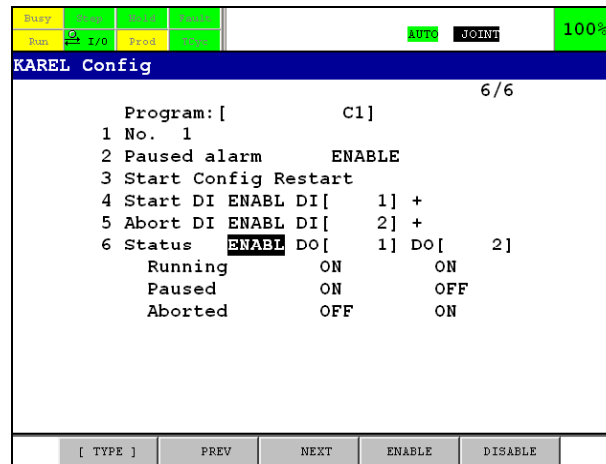 Busy Step Hold Fault
Run I/O Prod TCyc AUTO JOINT 100%
KAREL Config
6/6
Program:[ C1]
1 No. 1
2 Paused alarm ENABLE
3 Start Config Restart
4 Start DI ENABL DI[ 1] +
5 Abort DI ENABL DI[ 2] +
6 Status ENABL DO[ 1] DO[ 2]
Running ON ON
Paused ON OFF
Aborted OFF ON
[ TYPE ] PREV NEXT ENABLE DISABLE